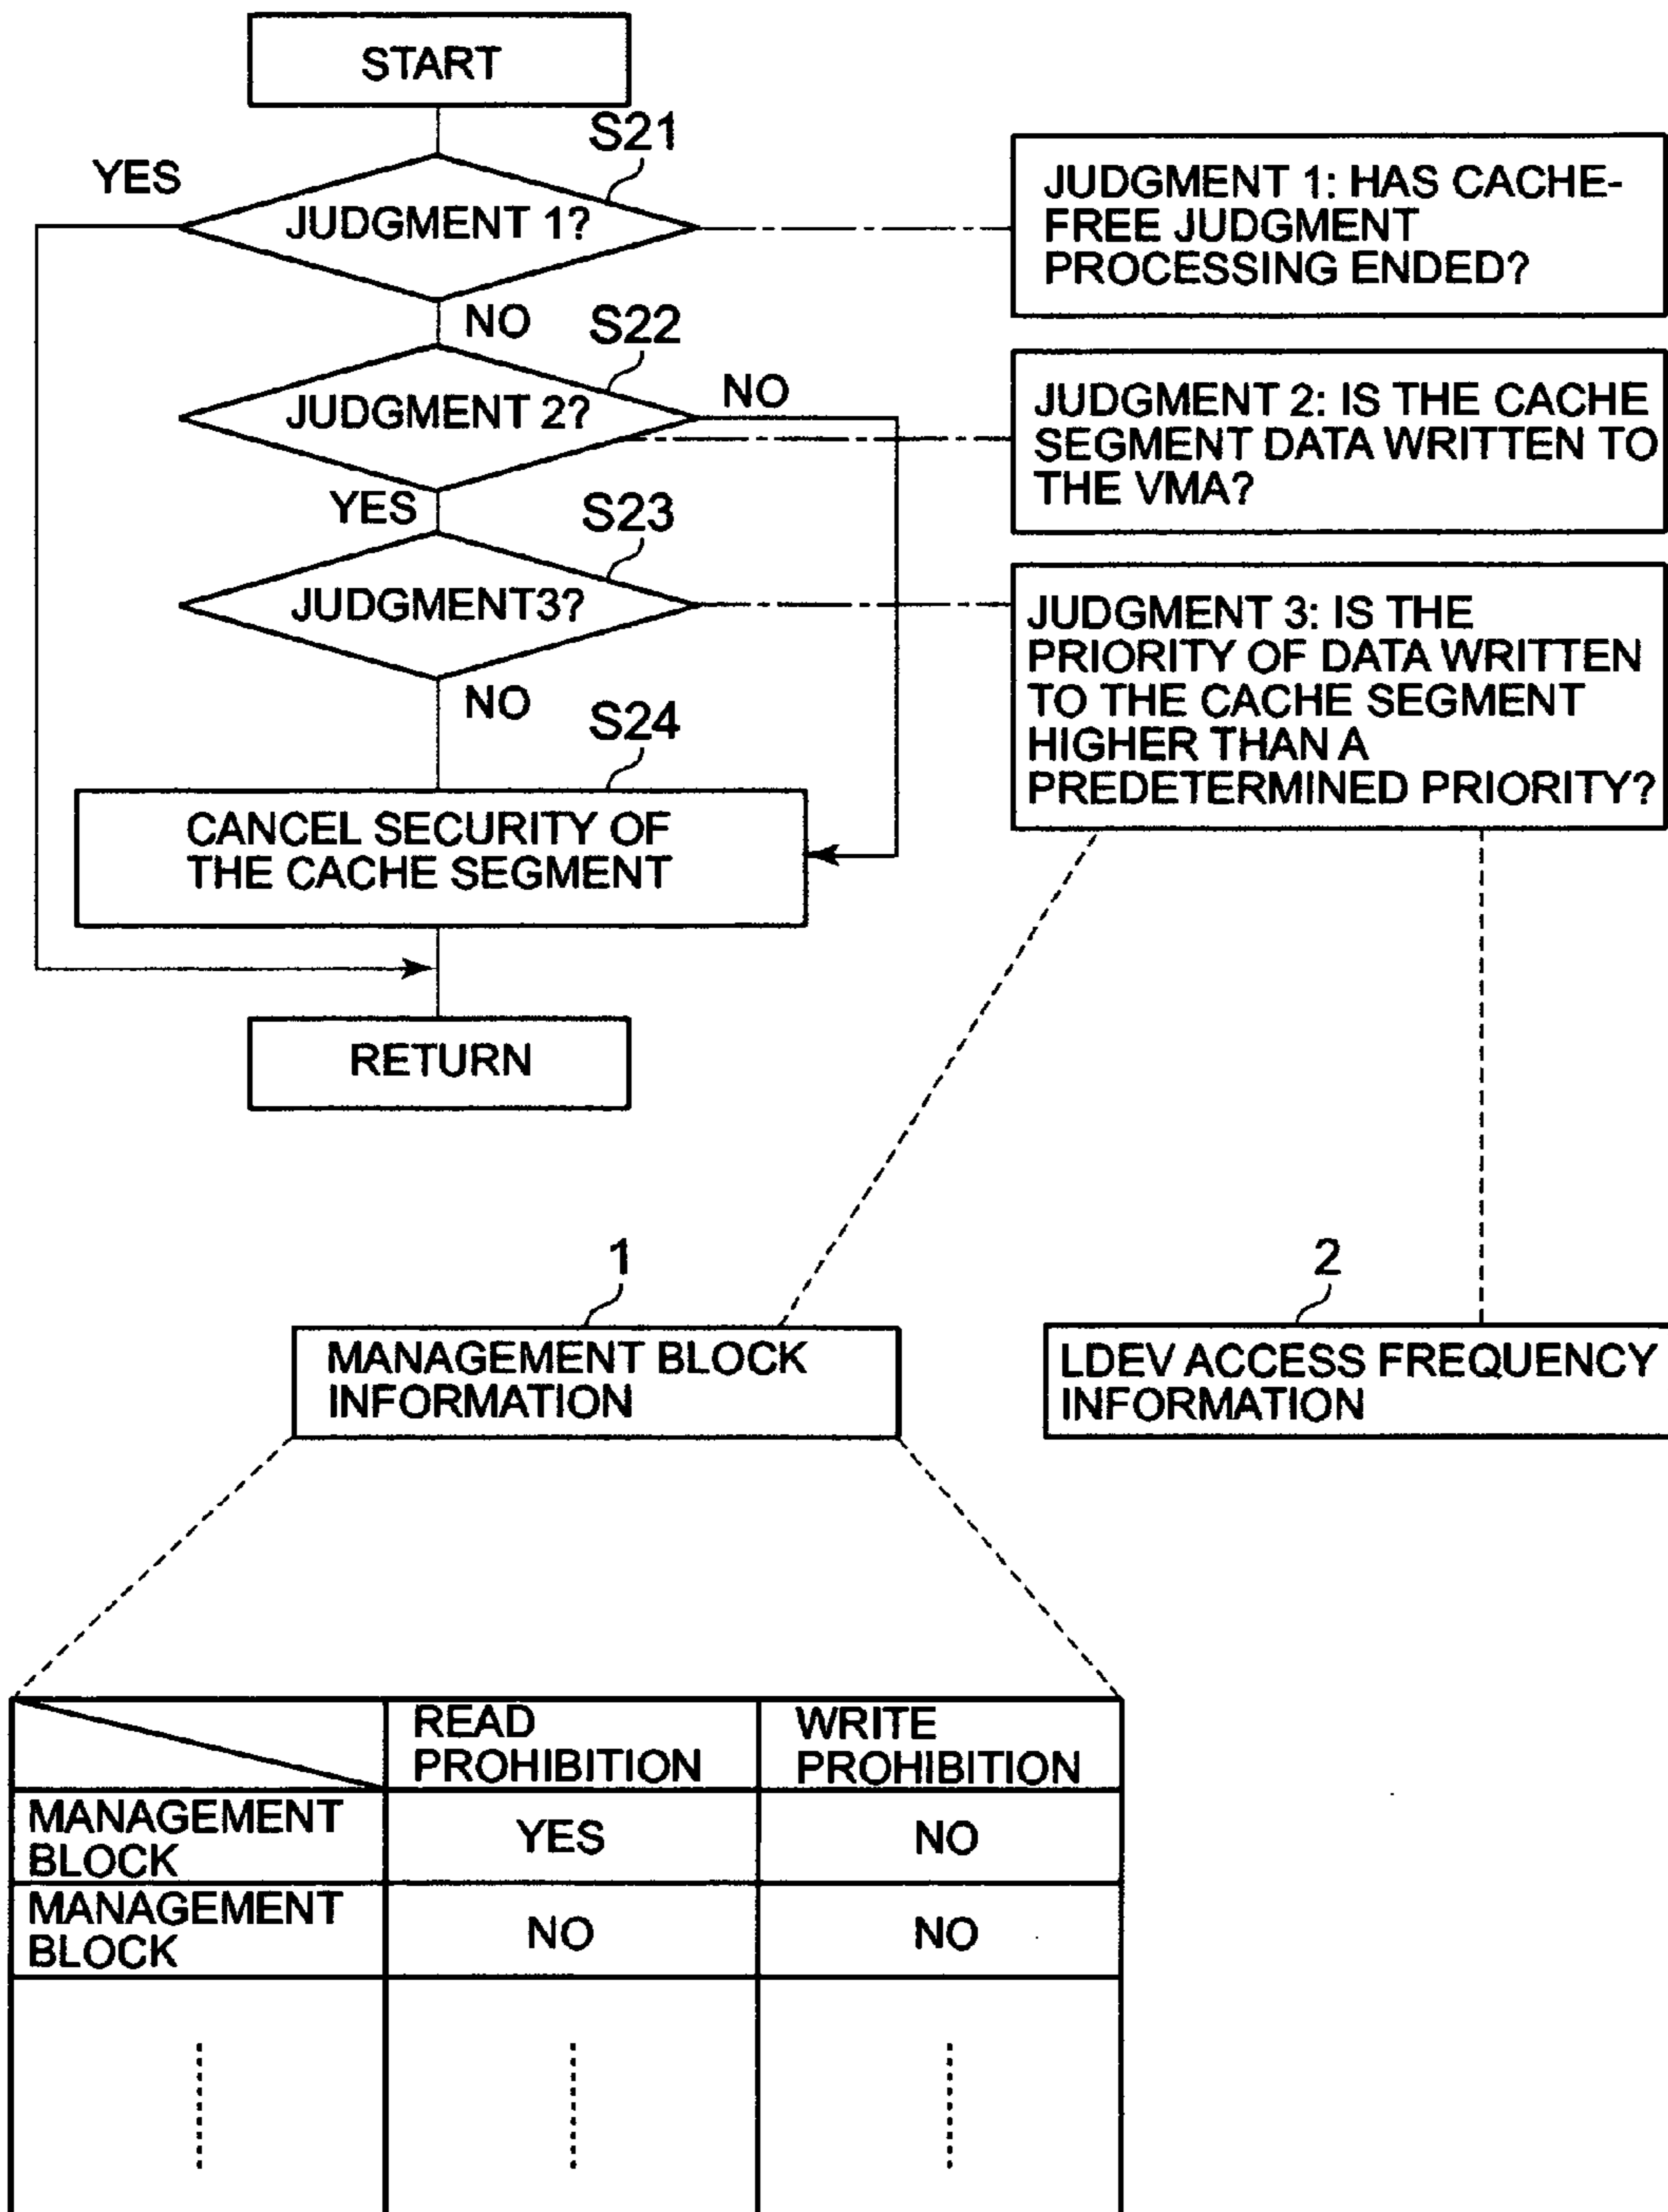 START
S21
YES
JUDGMENT 1?
JUDGMENT 1: HAS CACHE-
FREE JUDGMENT
PROCESSING ENDED?
NO
S22
JUDGMENT 2?
NO
JUDGMENT 2: IS THE CACHE
SEGMENT DATA WRITTEN TO
THE VMA?
YES
S23
JUDGMENT3?
JUDGMENT 3: IS THE
PRIORITY OF DATA WRITTEN
TO THE CACHE SEGMENT
HIGHER THAN A
PREDETERMINED PRIORITY?
NO
S24
CANCEL SECURITY OF
THE CACHE SEGMENT
RETURN
1
MANAGEMENT BLOCK
INFORMATION
2
LDEV ACCESS FREQUENCY
INFORMATION
READ
PROHIBITION
WRITE
PROHIBITION
MANAGEMENT
BLOCK
YES
NO
MANAGEMENT
BLOCK
NO
NO